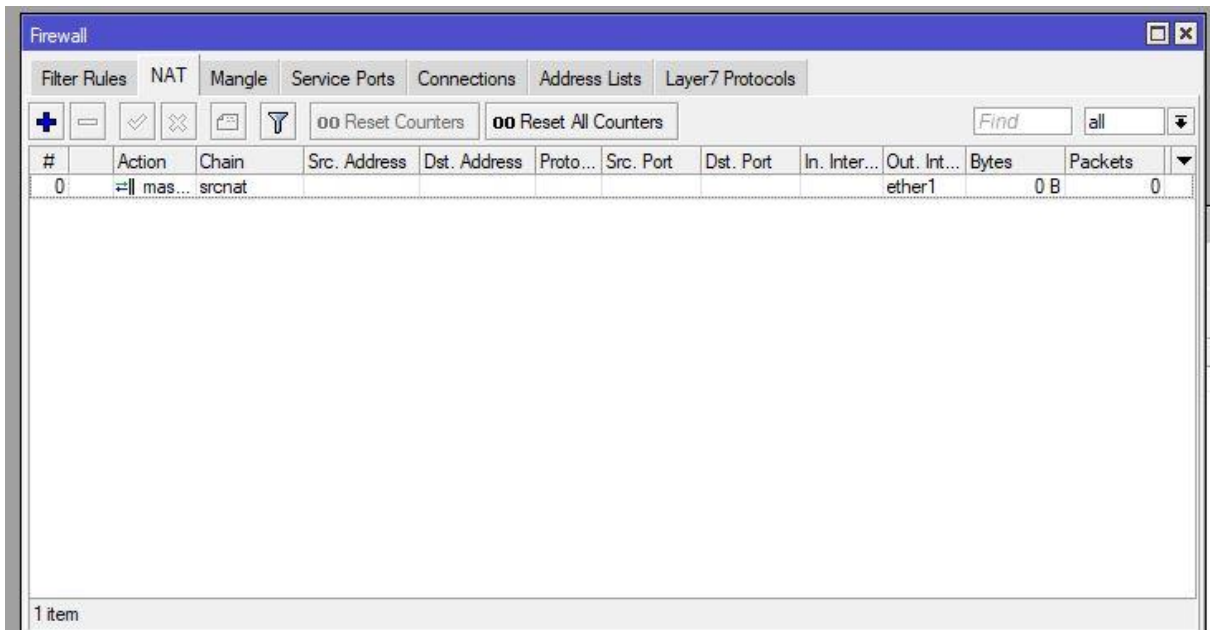 Firewall
Filter Rules NAT Mangle Service Ports Connections Address Lists Layer7 Protocols
00 Reset Counters 00 Reset All Counters Find all
# Action Chain Src. Address Dst. Address Proto... Src. Port Dst. Port In. Inter... Out. Int... Bytes Packets
0 mas... srcnat ether1 0 B 0
1 item